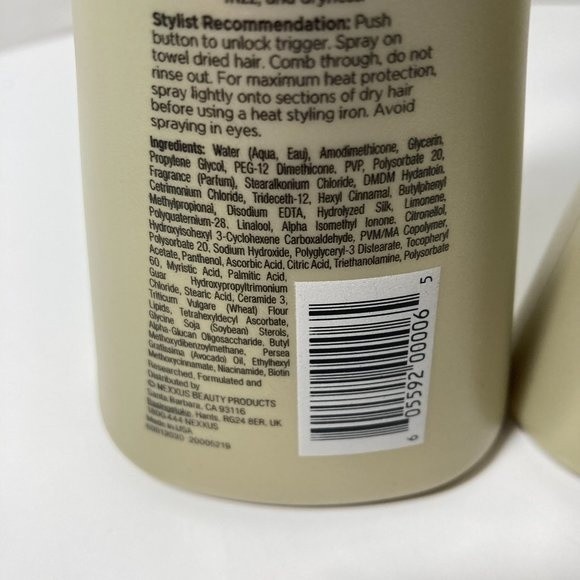 Stylist Recommendation: Push
button to unlock trigger. Spray on
towel dried hair. Comb through, do not
rinse out. For maximum heat protection,
spray lightly onto sections of dry hair
before using a heat styling iron. Avoid
spraying in eyes.
Ingredients: Water (Aqua, Eau), Amodimethicone, Glycerin,
Propylene Glycol, PEG-12 Dimethicone, PVP, Polysorbate 20,
Fragrance (Parfum), Stearalkonium Chloride, DMDM Hydantoin,
Cetrimonium Chloride, Trideceth-12, Hexyl Cinnamal, Butylphenyl
Methylpropional, Disodium EDTA, Hydrolyzed Silk, Limonene,
Polyquaternium-28, Linalool, Alpha Isomethyl Ionone, Citronellol,
Hydroxyisohexyl 3-Cyclohexene Carboxaldehyde, PVM/MA Copolymer,
Polysorbate 20, Sodium Hydroxide, Polyglyceryl-3 Distearate, Tocopheryl
Acetate, Panthenol, Ascorbic Acid, Citric Acid, Triethanolamine, Polysorbate
60, Myristic Acid, Palmitic Acid,
Guar Hydroxypropyltrimonium
Chloride, Stearic Acid, Ceramide 3,
Triticum Vulgare (Wheat) Flour
Lipids, Tetrahexyldecyl Ascorbate,
Glycine Soja (Soybean) Sterols,
Alpha-Glucan Oligosaccharide, Butyl
Methoxydibenzoylmethane, Persea
Gratissima (Avocado) Oil, Ethylhexyl
Methoxycinnamate, Niacinamide, Biotin
Researched, Formulated and
Distributed by
© NEXXUS BEAUTY PRODUCTS
Santa Barbara, CA 93116
Hants. RG24 8ER, UK
1-800-444 NEXXUS
Made in USA
20005216
6 05592 00006 5